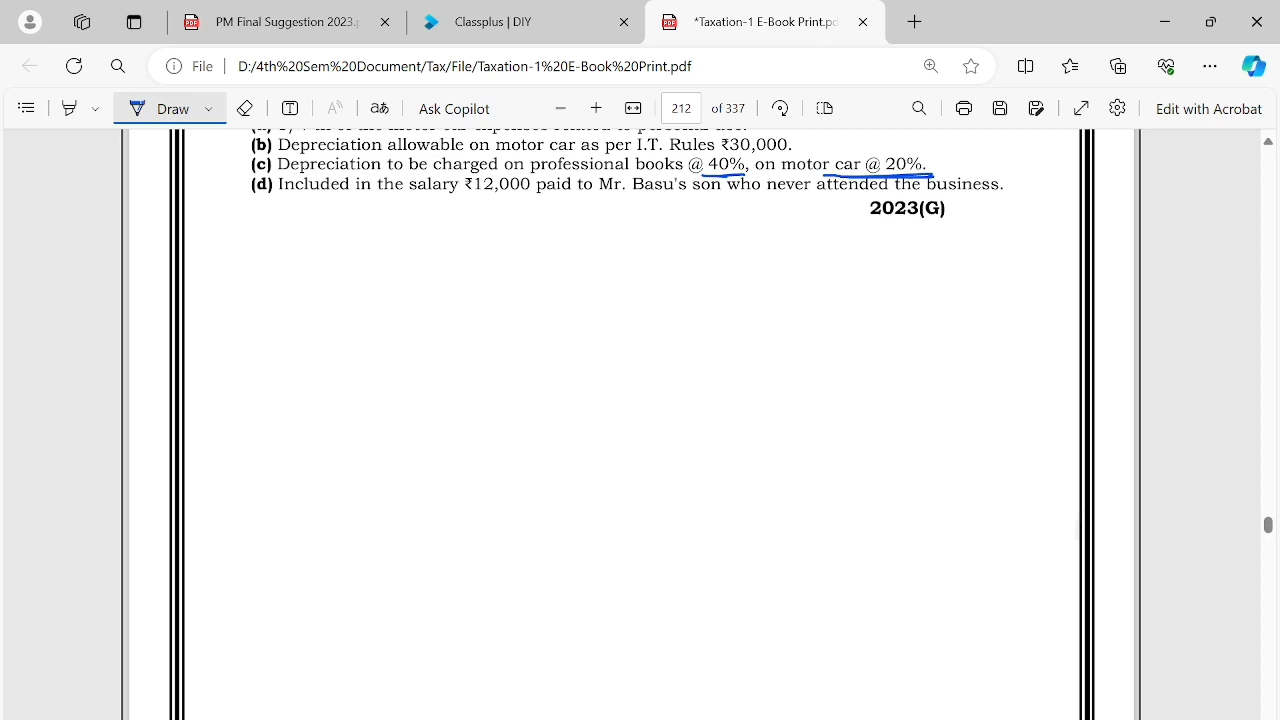 PM Final Suggestion 2023.p
Classplus | DIY
*Taxation-1 E-Book Print.pd
File
D:/4th%20Sem%20Document/Tax/File/Taxation-1%20E-Book%20Print.pdf
Draw
Ask Copilot
212 of 337
Edit with Acrobat
(b) Depreciation allowable on motor car as per I.T. Rules ₹30,000.
(c) Depreciation to be charged on professional books @ 40%, on motor car @ 20%.
(d) Included in the salary ₹12,000 paid to Mr. Basu's son who never attended the business.
2023(G)